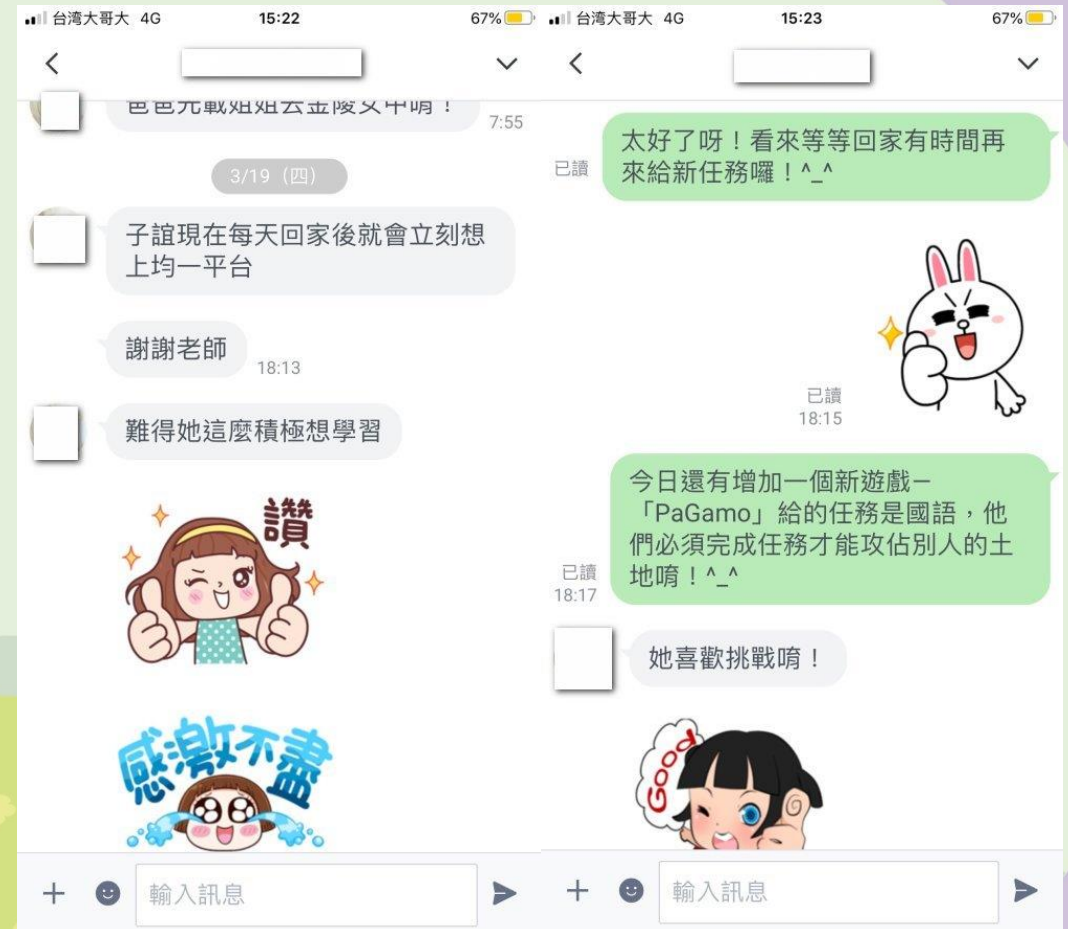 台湾大哥大 4G 15:22 67%
爸爸先載姐姐去金陵女中唷！
7:55
3/19（四）
子誼現在每天回家後就會立刻想
上均一平台
謝謝老師
18:13
難得她這麼積極想學習
讚
感激不盡
輸入訊息
台湾大哥大 4G 15:23 67%
太好了呀！看來等等回家有時間再
來給新任務囉！^_^
已讀
已讀
18:15
今日還有增加一個新遊戲－
「PaGamo」給的任務是國語，他
們必須完成任務才能攻佔別人的土
地唷！^_^
已讀
18:17
她喜歡挑戰唷！
Good
輸入訊息